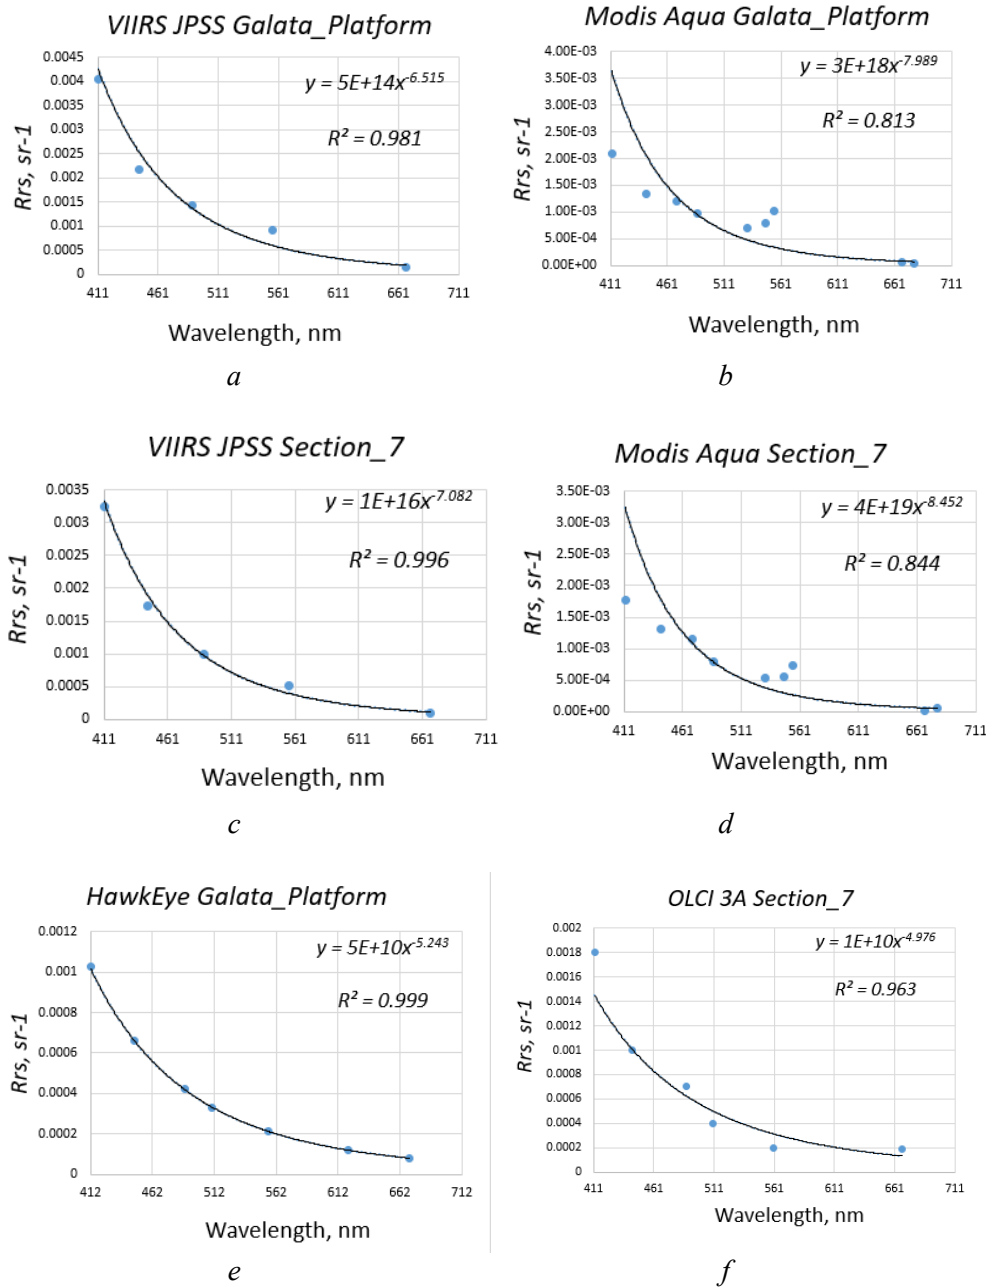 VIIRS JPSS Galata_Platform
y = 5E+14x^-6.515
R² = 0.981
Rrs, sr-1
0.0045
0.004
0.0035
0.003
0.0025
0.002
0.0015
0.001
0.0005
0
411 461 511 561 611 661 711
Wavelength, nm
a
Modis Aqua Galata_Platform
y = 3E+18x^-7.989
R² = 0.813
Rrs, sr-1
4.00E-03
3.50E-03
3.00E-03
2.50E-03
2.00E-03
1.50E-03
1.00E-03
5.00E-04
0.00E+00
411 461 511 561 611 661 711
Wavelength, nm
b
VIIRS JPSS Section_7
y = 1E+16x^-7.082
R² = 0.996
Rrs, sr-1
0.0035
0.003
0.0025
0.002
0.0015
0.001
0.0005
0
411 461 511 561 611 661 711
Wavelength, nm
c
Modis Aqua Section_7
y = 4E+19x^-8.452
R² = 0.844
Rrs, sr-1
3.50E-03
3.00E-03
2.50E-03
2.00E-03
1.50E-03
1.00E-03
5.00E-04
0.00E+00
411 461 511 561 611 661 711
Wavelength, nm
d
HawkEye Galata_Platform
y = 5E+10x^-5.243
R² = 0.999
Rrs, sr-1
0.0012
0.001
0.0008
0.0006
0.0004
0.0002
0
412 462 512 562 612 662 712
Wavelength, nm
e
OLCI 3A Section_7
y = 1E+10x^-4.976
R² = 0.963
Rrs, sr-1
0.002
0.0018
0.0016
0.0014
0.0012
0.001
0.0008
0.0006
0.0004
0.0002
0
411 461 511 561 611 661 711
Wavelength, nm
f